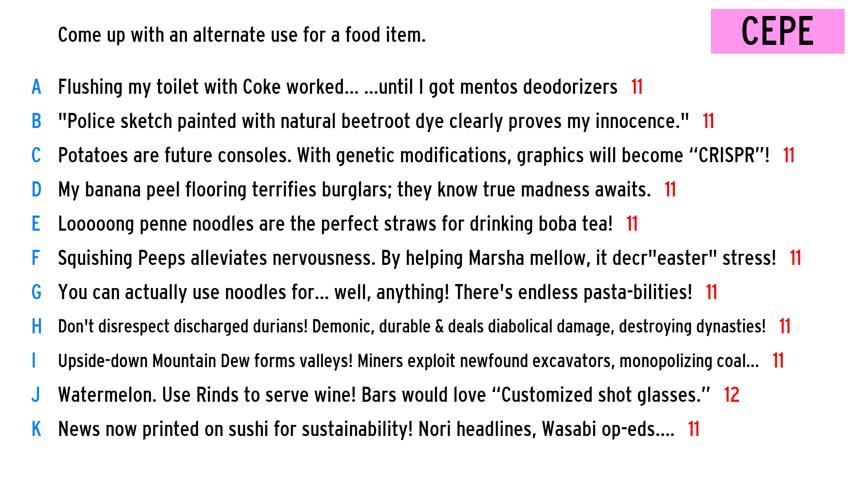 Come up with an alternate use for a food item.
CEPE
A Flushing my toilet with Coke worked... ...until I got mentos deodorizers 11
B "Police sketch painted with natural beetroot dye clearly proves my innocence." 11
C Potatoes are future consoles. With genetic modifications, graphics will become “CRISPR”! 11
D My banana peel flooring terrifies burglars; they know true madness awaits. 11
E Looooong penne noodles are the perfect straws for drinking boba tea! 11
F Squishing Peeps alleviates nervousness. By helping Marsha mellow, it decr"easter" stress! 11
G You can actually use noodles for... well, anything! There's endless pasta-bilities! 11
H Don't disrespect discharged durians! Demonic, durable & deals diabolical damage, destroying dynasties! 11
I Upside-down Mountain Dew forms valleys! Miners exploit newfound excavators, monopolizing coal... 11
J Watermelon. Use Rinds to serve wine! Bars would love “Customized shot glasses.” 12
K News now printed on sushi for sustainability! Nori headlines, Wasabi op-eds.... 11